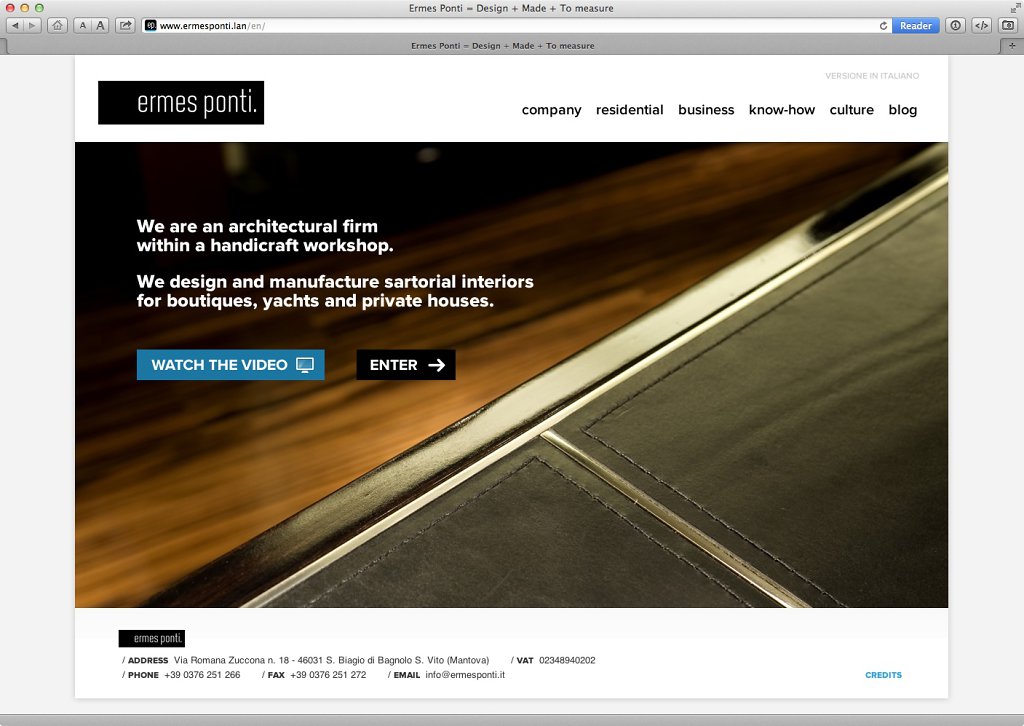 Ermes Ponti = Design + Made + To measure
A A ep www.ermesponti.lan/en/ Reader </>
Ermes Ponti = Design + Made + To measure
VERSIONE IN ITALIANO
ermes ponti.
company residential business know-how culture blog
We are an architectural firm
within a handicraft workshop.
We design and manufacture sartorial interiors
for boutiques, yachts and private houses.
WATCH THE VIDEO ENTER
ermes ponti.
/ ADDRESS Via Romana Zuccona n. 18 - 46031 S. Biagio di Bagnolo S. Vito (Mantova) / VAT 02348940202
/ PHONE +39 0376 251 266 / FAX +39 0376 251 272 / EMAIL info@ermesponti.it
CREDITS